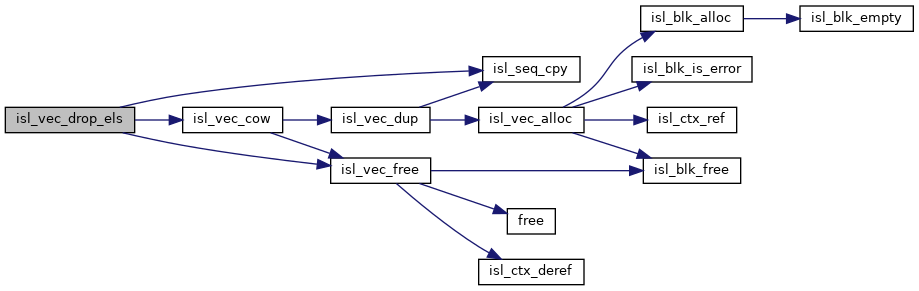 isl_vec_drop_els
isl_seq_cpy
isl_vec_cow
isl_vec_dup
isl_vec_alloc
isl_blk_alloc
isl_blk_empty
isl_blk_is_error
isl_ctx_ref
isl_blk_free
isl_vec_free
free
isl_ctx_deref